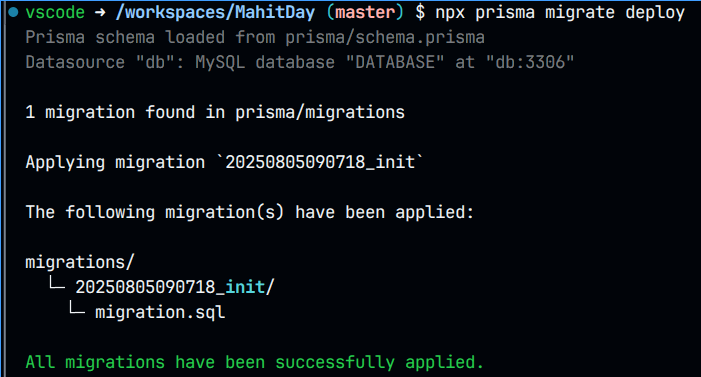 vscode ➜ /workspaces/MahitDay (master) $ npx prisma migrate deploy
Prisma schema loaded from prisma/schema.prisma
Datasource "db": MySQL database "DATABASE" at "db:3306"
1 migration found in prisma/migrations
Applying migration `20250805090718_init`
The following migration(s) have been applied:
migrations/
└─ 20250805090718_init/
└─ migration.sql
All migrations have been successfully applied.